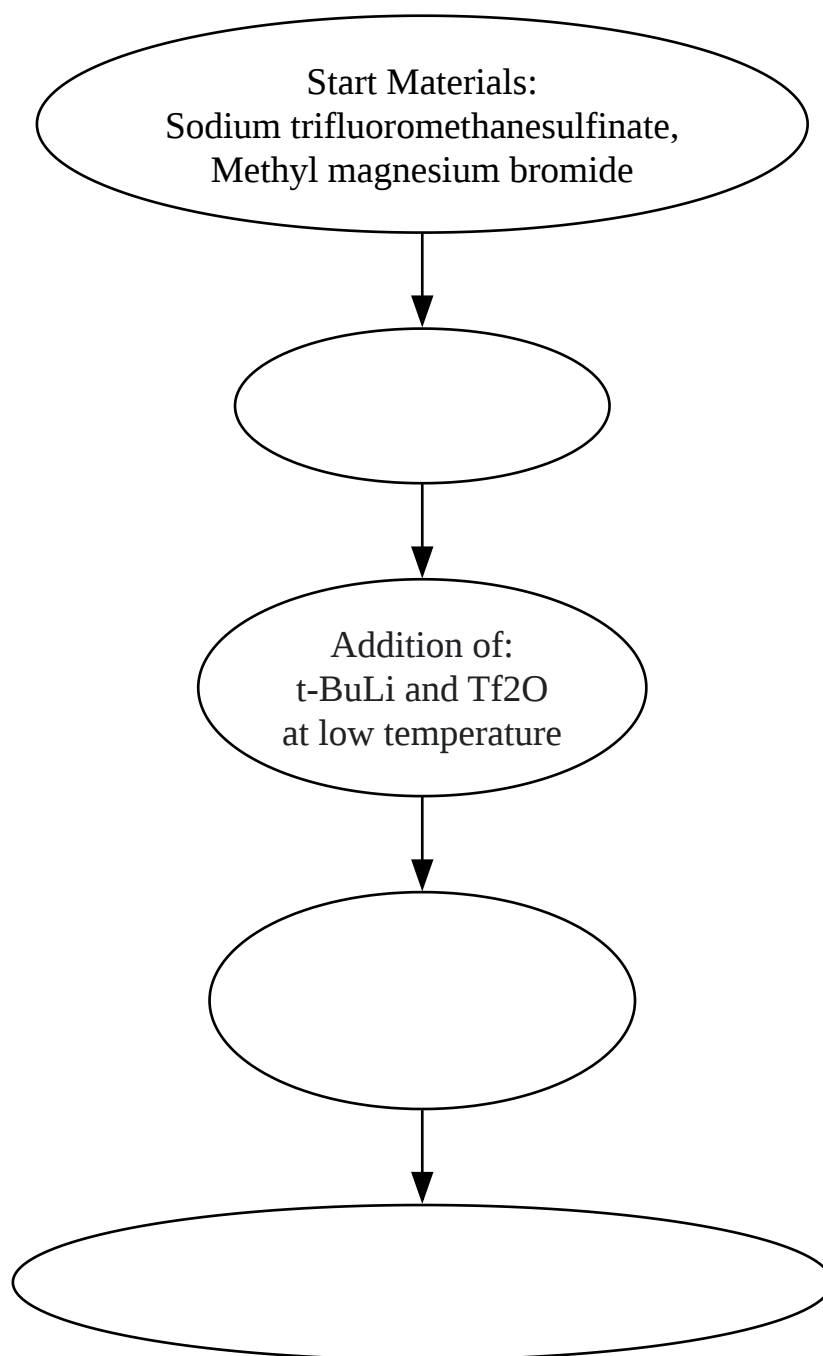 Start Materials:
Sodium trifluoromethanesulfinate,
Methyl magnesium bromide
Addition of:
t-BuLi and Tf2O
at low temperature